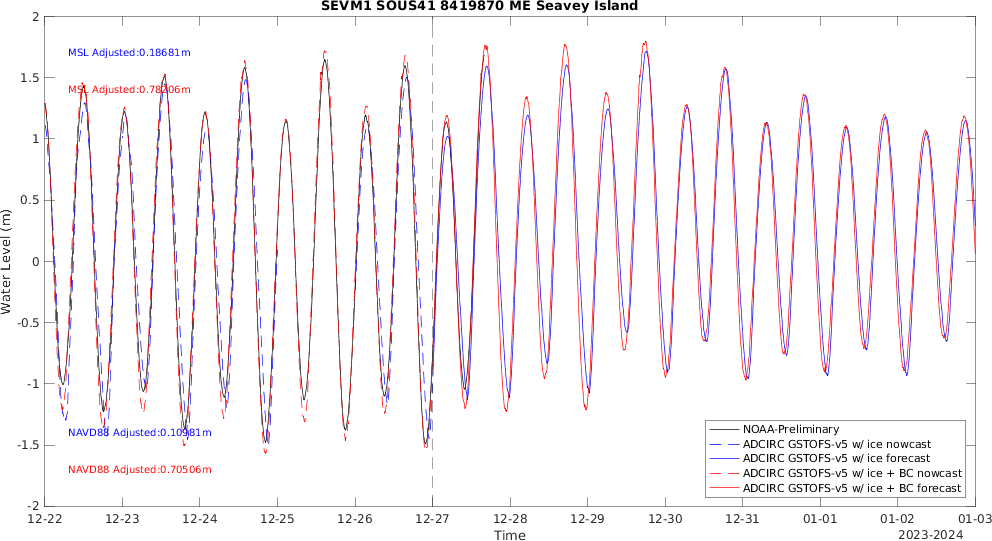 SEVM1 SOUS41 8419870 ME Seavey Island
2
1.5
1
0.5
0
-0.5
-1
-1.5
-2
Water Level (m)
MSL Adjusted:0.18681m
MSL Adjusted:0.78206m
NAVD88 Adjusted:0.10981m
NAVD88 Adjusted:0.70506m
NOAA-Preliminary
ADCIRC GSTOFS-v5 w/ ice nowcast
ADCIRC GSTOFS-v5 w/ ice forecast
ADCIRC GSTOFS-v5 w/ ice + BC nowcast
ADCIRC GSTOFS-v5 w/ ice + BC forecast
12-22 12-23 12-24 12-25 12-26 12-27 12-28 12-29 12-30 12-31 01-01 01-02 01-03
Time
2023-2024